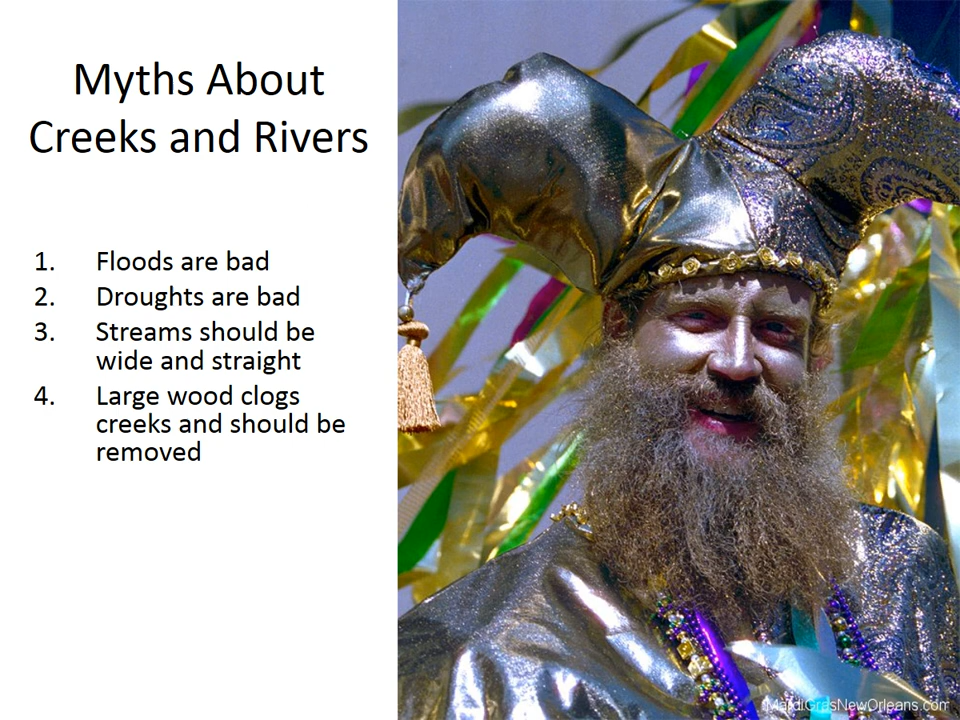 Myths About
Creeks and Rivers
1. Floods are bad
2. Droughts are bad
3. Streams should be
wide and straight
4. Large wood clogs
creeks and should be
removed
MardiGrasNewOrleans.com